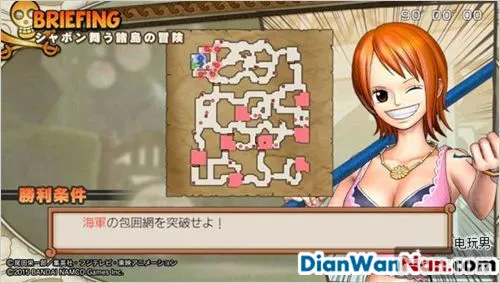 BRIEFING
90 00 00
シャボン舞う諸島の冒険
勝利条件
海軍の包囲網を突破せよ！
电玩男
©尾田栄一郎／集英社・フジテレビ・東映アニメーション
©2015 BANDAI NAMCO Games Inc.
DianWanNan.com